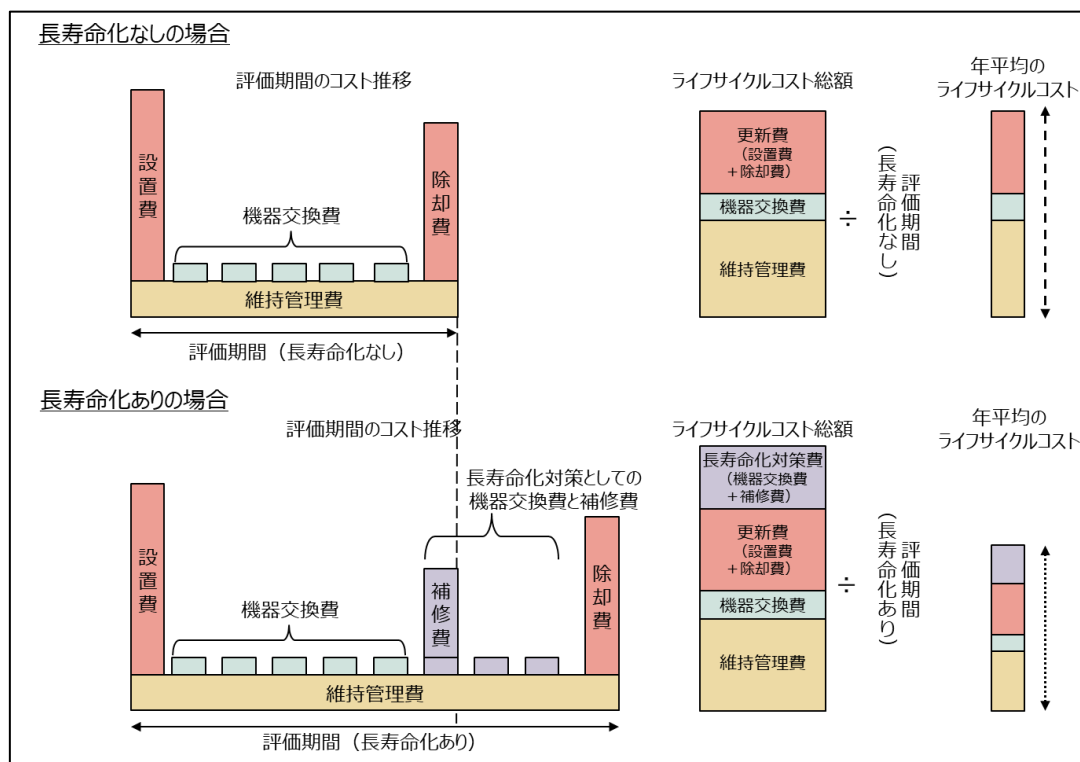 長寿命化なしの場合
評価期間のコスト推移
設置費
機器交換費
除却費
維持管理費
評価期間（長寿命化なし）
ライフサイクルコスト総額
更新費
（設置費
＋除却費）
機器交換費
維持管理費
÷
評価期間
（長寿命化なし）
年平均の
ライフサイクルコスト
長寿命化ありの場合
評価期間のコスト推移
長寿命化対策としての
機器交換費と補修費
設置費
機器交換費
補修費
除却費
維持管理費
評価期間（長寿命化あり）
ライフサイクルコスト総額
長寿命化対策費
（機器交換費
＋補修費）
更新費
（設置費
＋除却費）
機器交換費
維持管理費
÷
評価期間
（長寿命化あり）
年平均の
ライフサイクルコスト